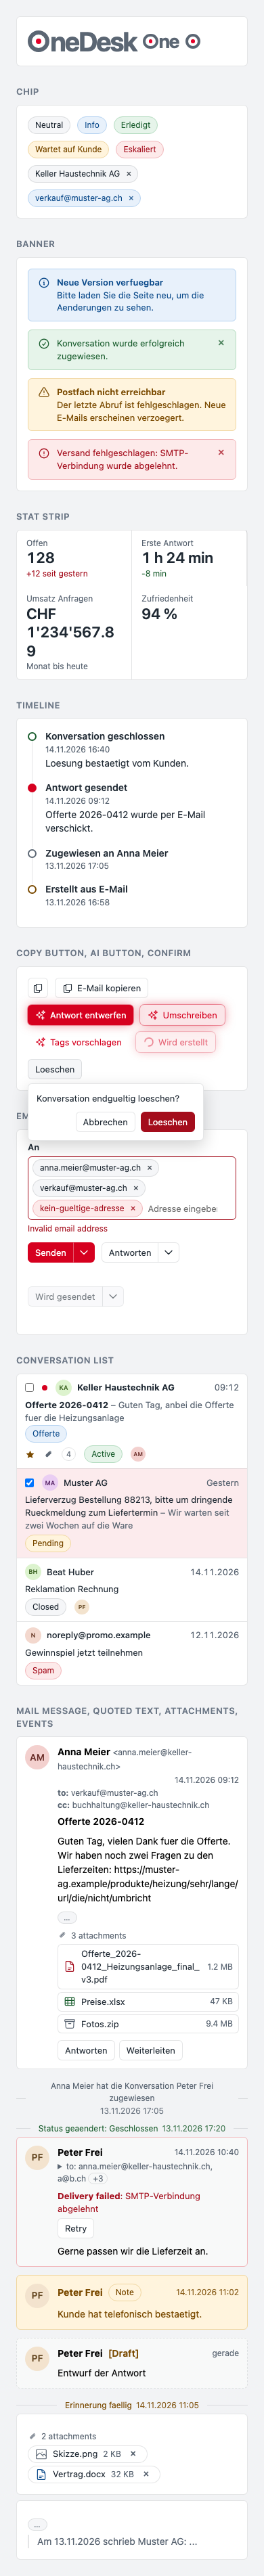 OneDesk One
CHIP
Neutral Info Erledigt
Wartet auf Kunde Eskaliert
Keller Haustechnik AG ×
verkauf@muster-ag.ch ×
BANNER
Neue Version verfuegbar
Bitte laden Sie die Seite neu, um die
Aenderungen zu sehen.
Konversation wurde erfolgreich ×
zugewiesen.
Postfach nicht erreichbar
Der letzte Abruf ist fehlgeschlagen. Neue
E-Mails erscheinen verzoegert.
Versand fehlgeschlagen: SMTP- ×
Verbindung wurde abgelehnt.
STAT STRIP
Offen
128
+12 seit gestern
Erste Antwort
1 h 24 min
-8 min
Umsatz Anfragen
CHF
1'234'567.8
9
Monat bis heute
Zufriedenheit
94 %
TIMELINE
Konversation geschlossen
14.11.2026 16:40
Loesung bestaetigt vom Kunden.
Antwort gesendet
14.11.2026 09:12
Offerte 2026-0412 wurde per E-Mail
verschickt.
Zugewiesen an Anna Meier
13.11.2026 17:05
Erstellt aus E-Mail
13.11.2026 16:58
COPY BUTTON, AI BUTTON, CONFIRM
E-Mail kopieren
Antwort entwerfen Umschreiben
Tags vorschlagen Wird erstellt
Loeschen
Konversation endgueltig loeschen?
Abbrechen Loeschen
EM
An
anna.meier@muster-ag.ch ×
verkauf@muster-ag.ch ×
kein-gueltige-adresse × Adresse eingeben
Invalid email address
Senden Antworten
Wird gesendet
CONVERSATION LIST
KA Keller Haustechnik AG 09:12
Offerte 2026-0412 – Guten Tag, anbei die Offerte
fuer die Heizungsanlage
Offerte
4 Active AM
MA Muster AG Gestern
Lieferverzug Bestellung 88213, bitte um dringende
Rueckmeldung zum Liefertermin – Wir warten seit
zwei Wochen auf die Ware
Pending
BH Beat Huber 14.11.2026
Reklamation Rechnung
Closed PF
N noreply@promo.example 12.11.2026
Gewinnspiel jetzt teilnehmen
Spam
MAIL MESSAGE, QUOTED TEXT, ATTACHMENTS,
EVENTS
AM Anna Meier <anna.meier@keller-
haustechnik.ch>
14.11.2026 09:12
to: verkauf@muster-ag.ch
cc: buchhaltung@keller-haustechnik.ch
Offerte 2026-0412
Guten Tag, vielen Dank fuer die Offerte.
Wir haben noch zwei Fragen zu den
Lieferzeiten: https://muster-
ag.example/produkte/heizung/sehr/lange/
url/die/nicht/umbricht
...
3 attachments
Offerte_2026-
0412_Heizungsanlage_final_ 1.2 MB
v3.pdf
Preise.xlsx 47 KB
Fotos.zip 9.4 MB
Antworten Weiterleiten
Anna Meier hat die Konversation Peter Frei
zugewiesen
13.11.2026 17:05
Status geaendert: Geschlossen 13.11.2026 17:20
PF Peter Frei 14.11.2026 10:40
to: anna.meier@keller-haustechnik.ch,
a@b.ch +3
Delivery failed: SMTP-Verbindung
abgelehnt
Retry
Gerne passen wir die Lieferzeit an.
PF Peter Frei Note 14.11.2026 11:02
Kunde hat telefonisch bestaetigt.
PF Peter Frei [Draft] gerade
Entwurf der Antwort
Erinnerung faellig 14.11.2026 11:05
2 attachments
Skizze.png 2 KB ×
Vertrag.docx 32 KB ×
...
Am 13.11.2026 schrieb Muster AG: ...